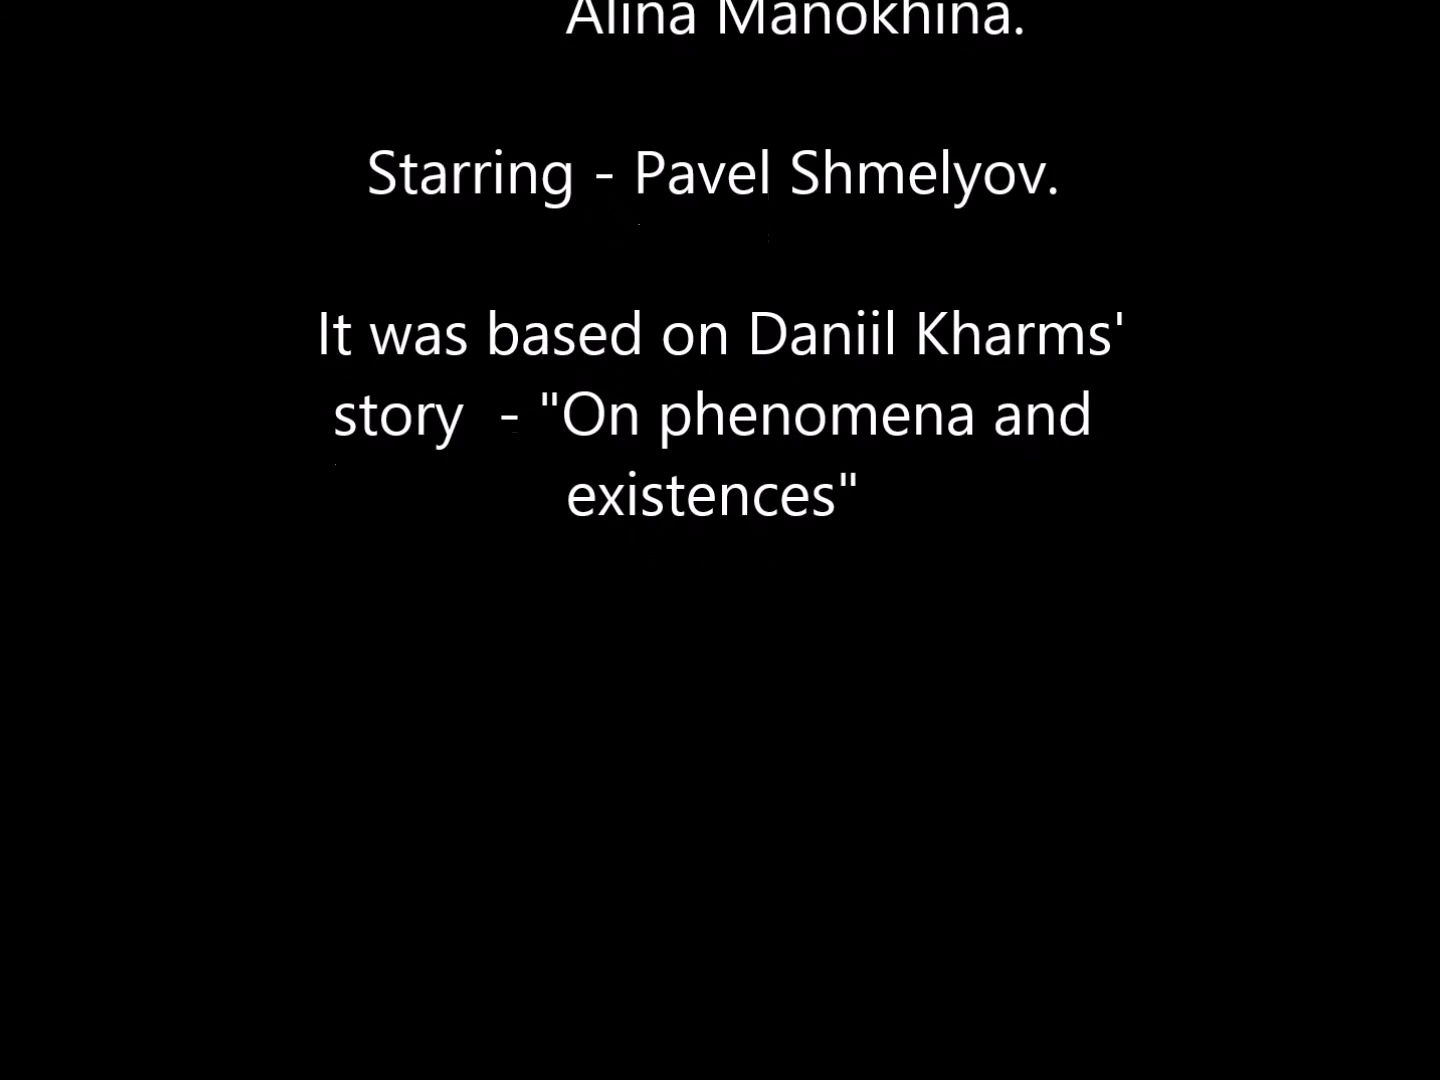 Alina Manokhina.
Starring - Pavel Shmelyov.
It was based on Daniil Kharms'
story  - "On phenomena and
existences"